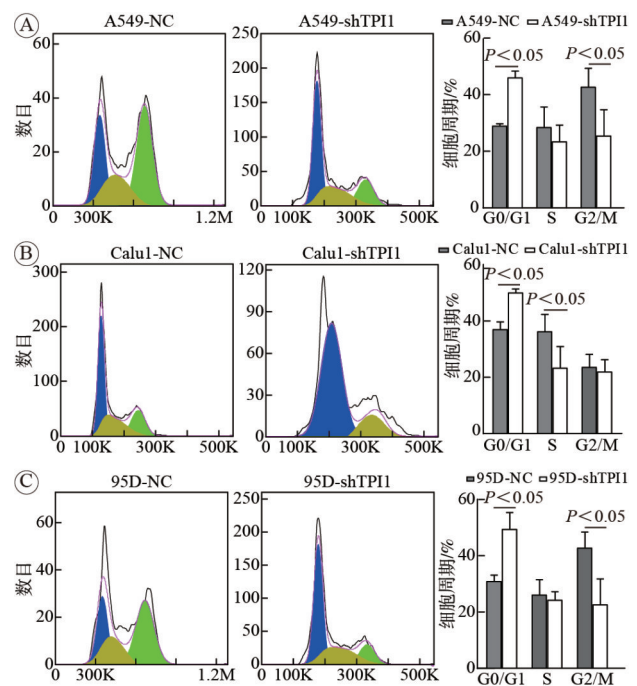 A
A549-NC
数目
60
40
20
0
0 300K 1.2M
A549-shTPI1
250
200
150
100
50
0
0 100K 300K 500K
A549-NC A549-shTPI1
细胞周期/%
60
40
20
0
P<0.05
P<0.05
G0/G1 S G2/M
B
Calu1-NC
数目
300
200
100
0
0 100K 300K 500K
Calu1-shTPI1
120
90
60
30
0
0 100K 300K 500K
Calu1-NC Calu1-shTPI1
细胞周期%
60
40
20
0
P<0.05
P<0.05
G0/G1 S G2/M
C
95D-NC
数目
60
40
20
0
0 300K 1.2M
95D-shTPI1
250
200
150
100
50
0
100K 300K 500K
95D-NC 95D-shTPI1
细胞周期/%
60
40
20
0
P<0.05
P<0.05
G0/G1 S G2/M